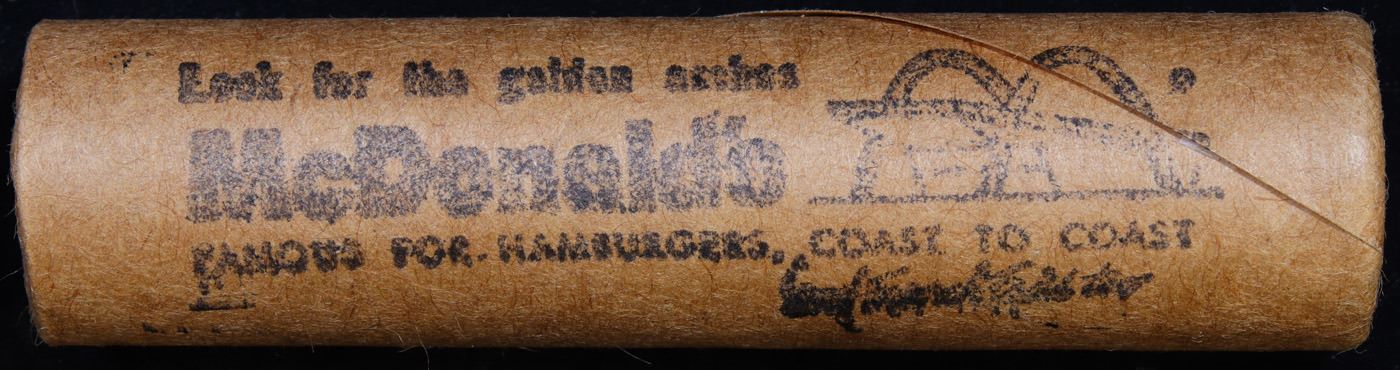 Look for the golden arches
McDonald's
FAMOUS FOR HAMBURGERS, COAST TO COAST